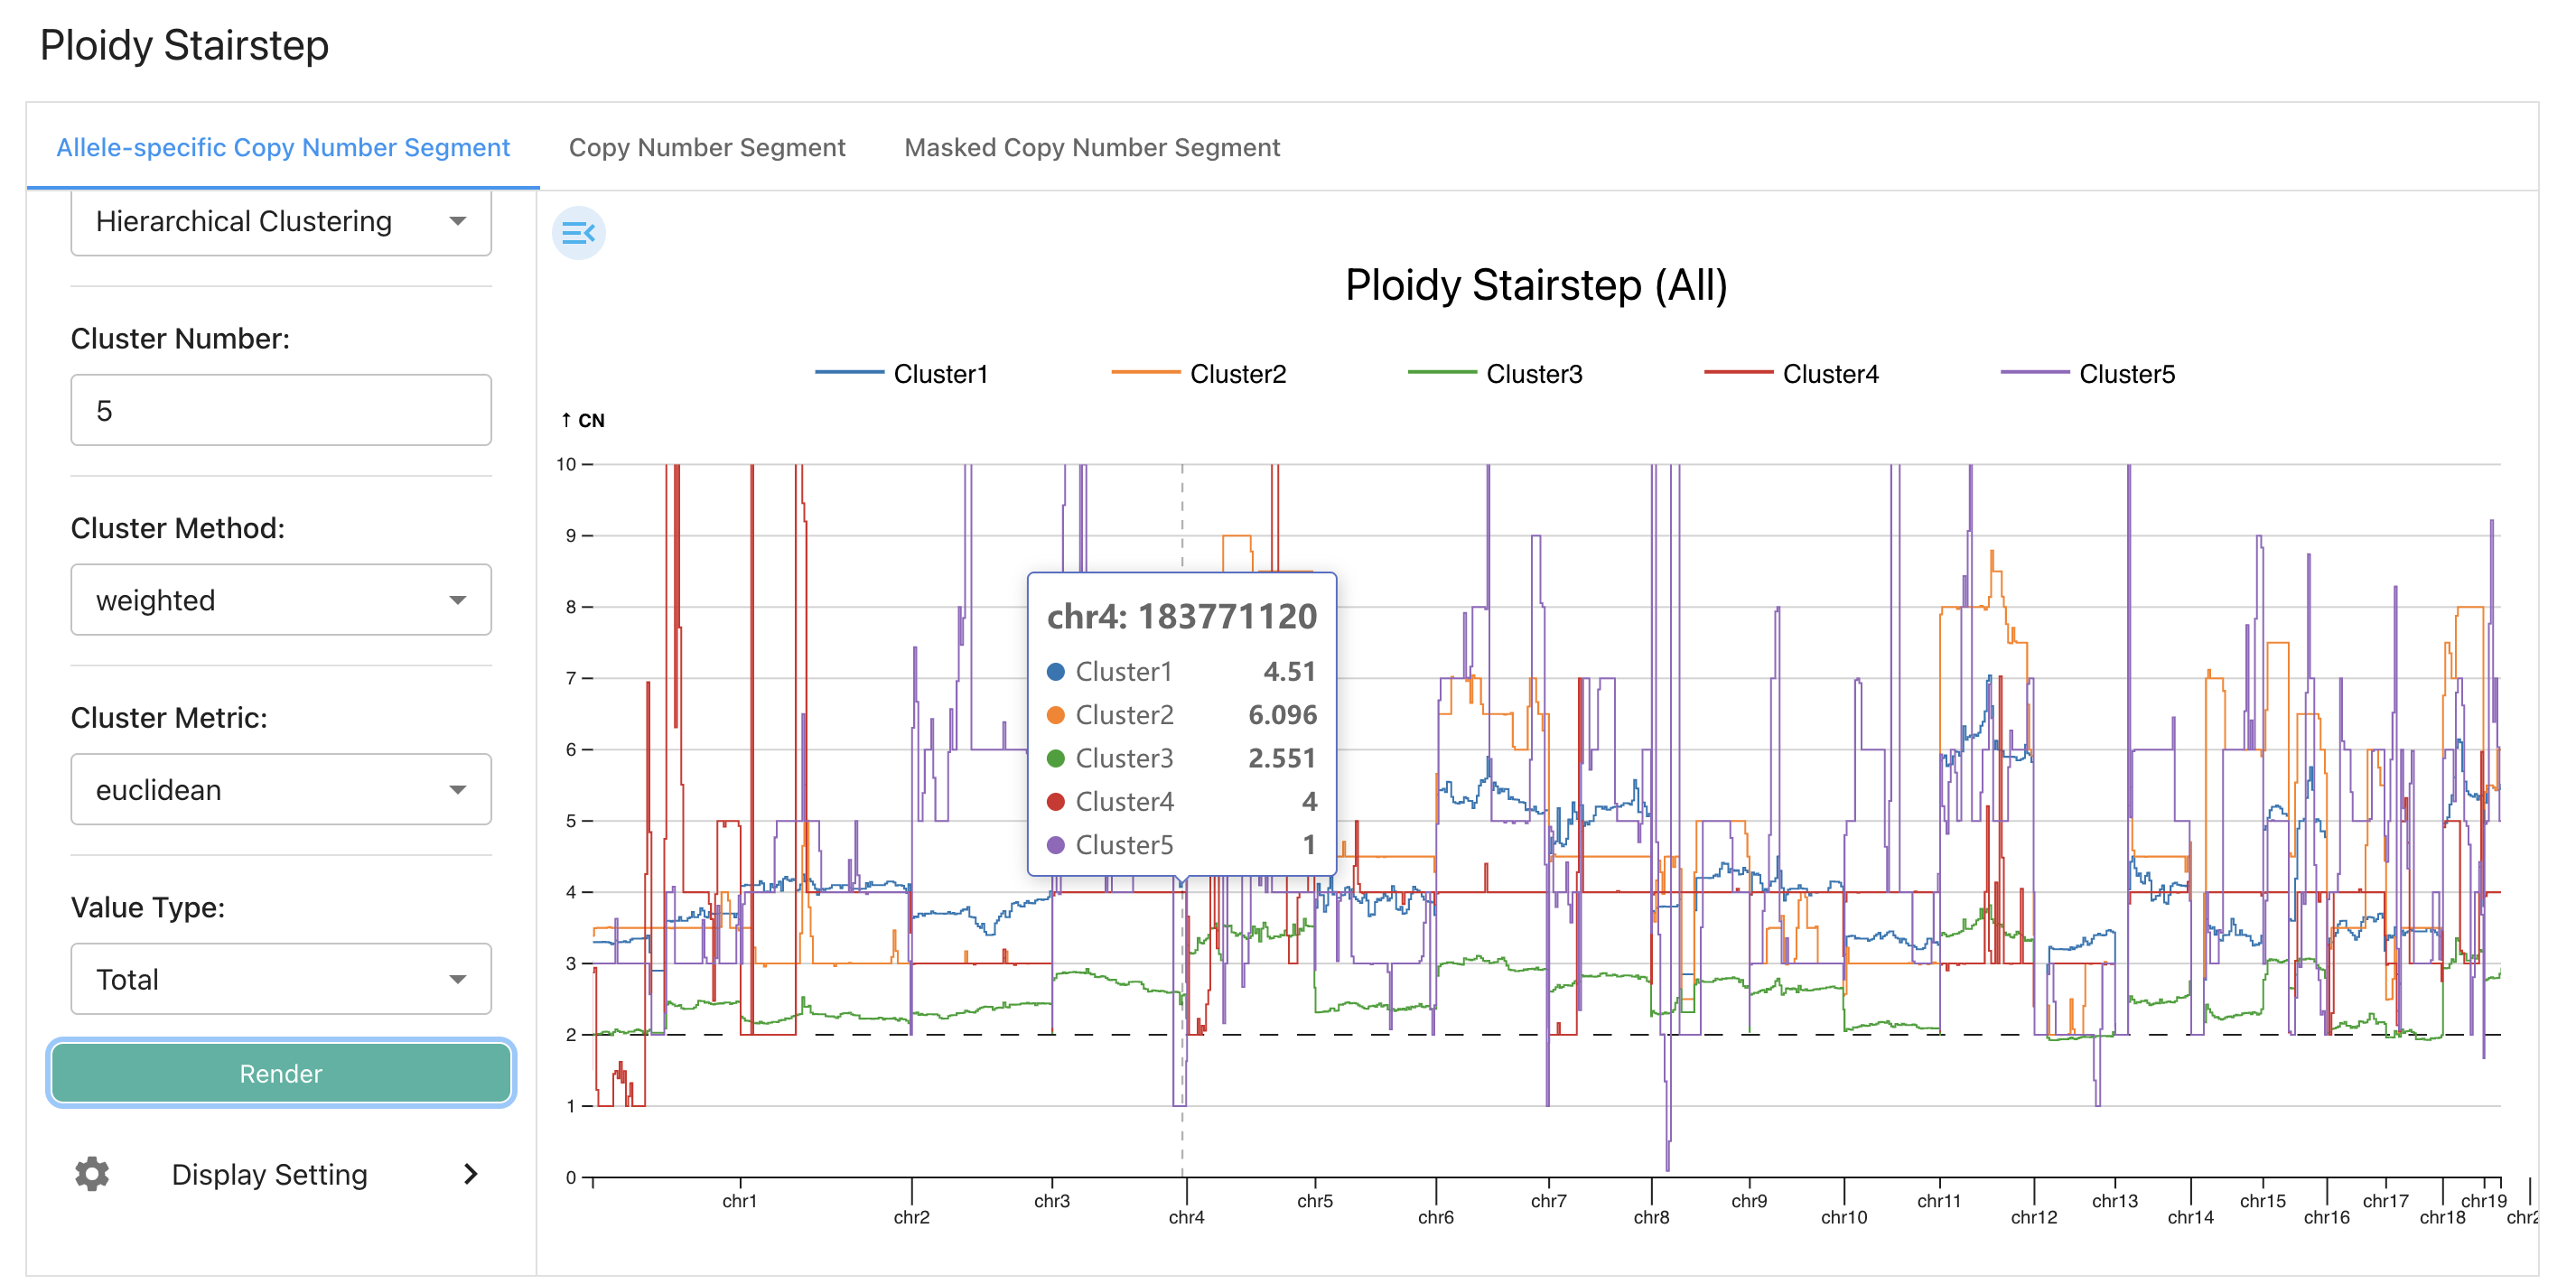 Ploidy Stairstep
Allele-specific Copy Number Segment
Copy Number Segment
Masked Copy Number Segment
Hierarchical Clustering
Cluster Number:
5
Cluster Method:
weighted
Cluster Metric:
euclidean
Value Type:
Total
Render
Display Setting
Ploidy Stairstep (All)
Cluster1 Cluster2 Cluster3 Cluster4 Cluster5
↑ CN
10
9
8
7
6
5
4
3
2
1
0
chr4: 183771120
Cluster1 4.51
Cluster2 6.096
Cluster3 2.551
Cluster4 4
Cluster5 1
chr1 chr3 chr5 chr7 chr9 chr11 chr13 chr15 chr17 chr19
chr2 chr4 chr6 chr8 chr10 chr12 chr14 chr16 chr18